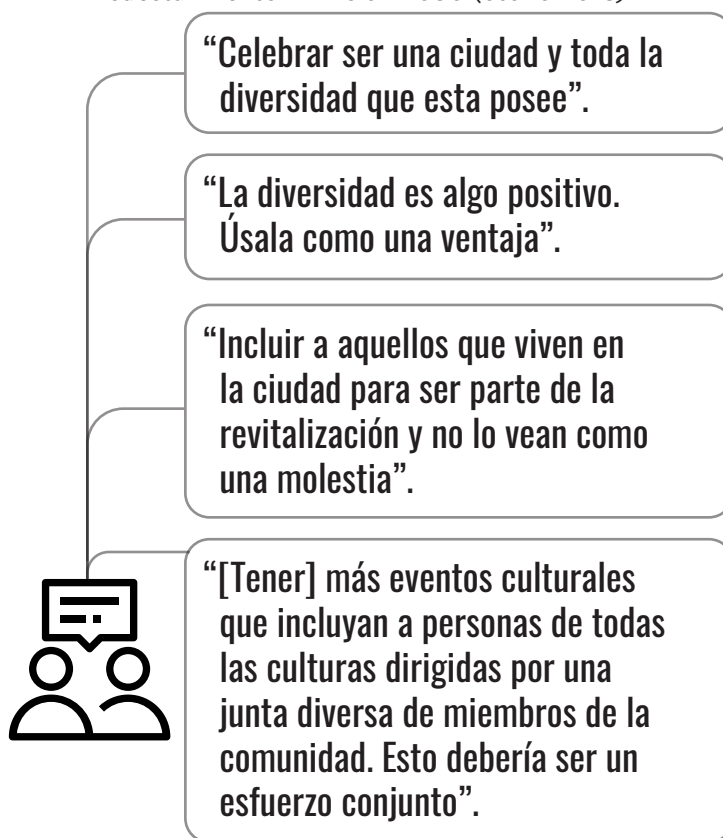 “Celebrar ser una ciudad y toda la
diversidad que esta posee”.
“La diversidad es algo positivo.
Úsala como una ventaja”.
“Incluir a aquellos que viven en
la ciudad para ser parte de la
revitalización y no lo vean como
una molestia”.
“[Tener] más eventos culturales
que incluyan a personas de todas
las culturas dirigidas por una
junta diversa de miembros de la
comunidad. Esto debería ser un
esfuerzo conjunto”.